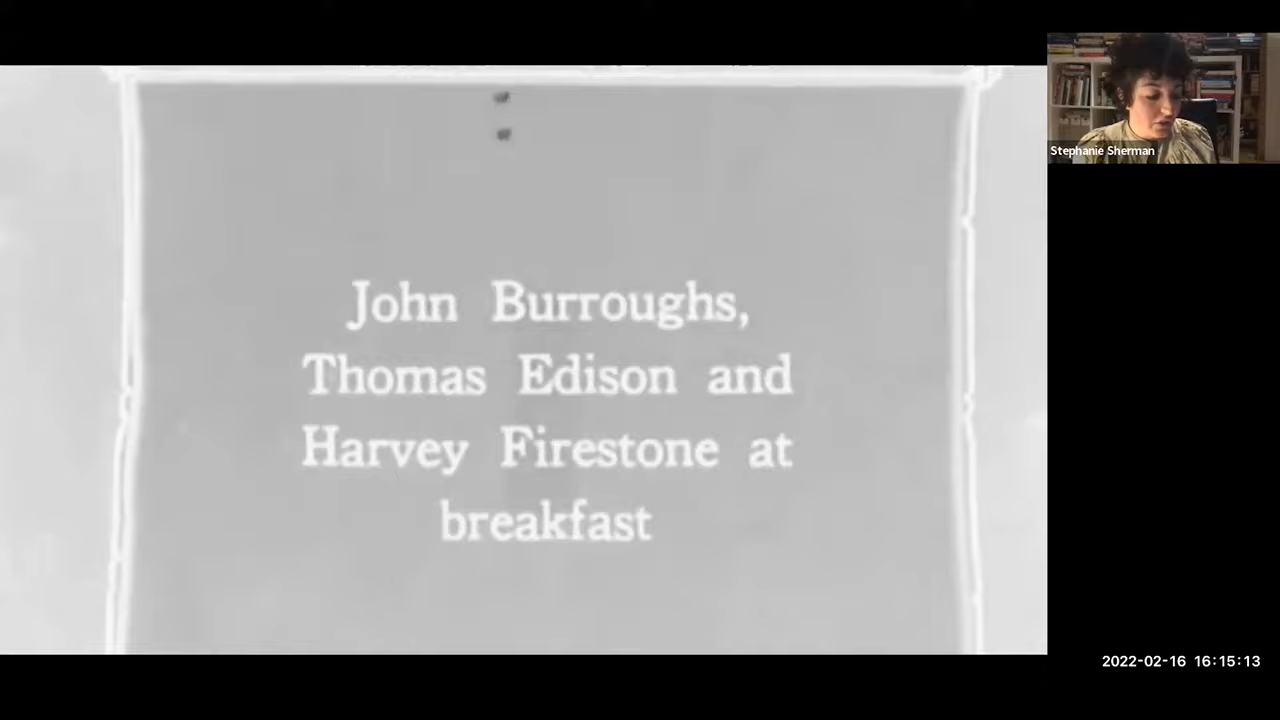 John Burroughs,
Thomas Edison and
Harvey Firestone at
breakfast
Stephanie Sherman
2022-02-16 16:15:13